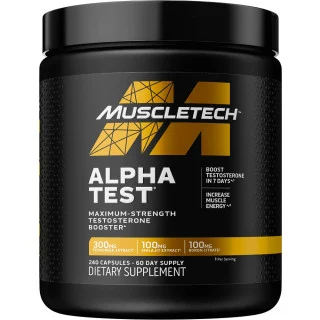 MUSCLETECH
ALPHA
TEST
MAXIMUM-STRENGTH
TESTOSTERONE
BOOSTER
BOOST
TESTOSTERONE
IN 7 DAYS
INCREASE
MUSCLE
ENERGY
300MG
100MG
100MG
240 CAPSULES - 60 DAY SUPPLY
DIETARY SUPPLEMENT